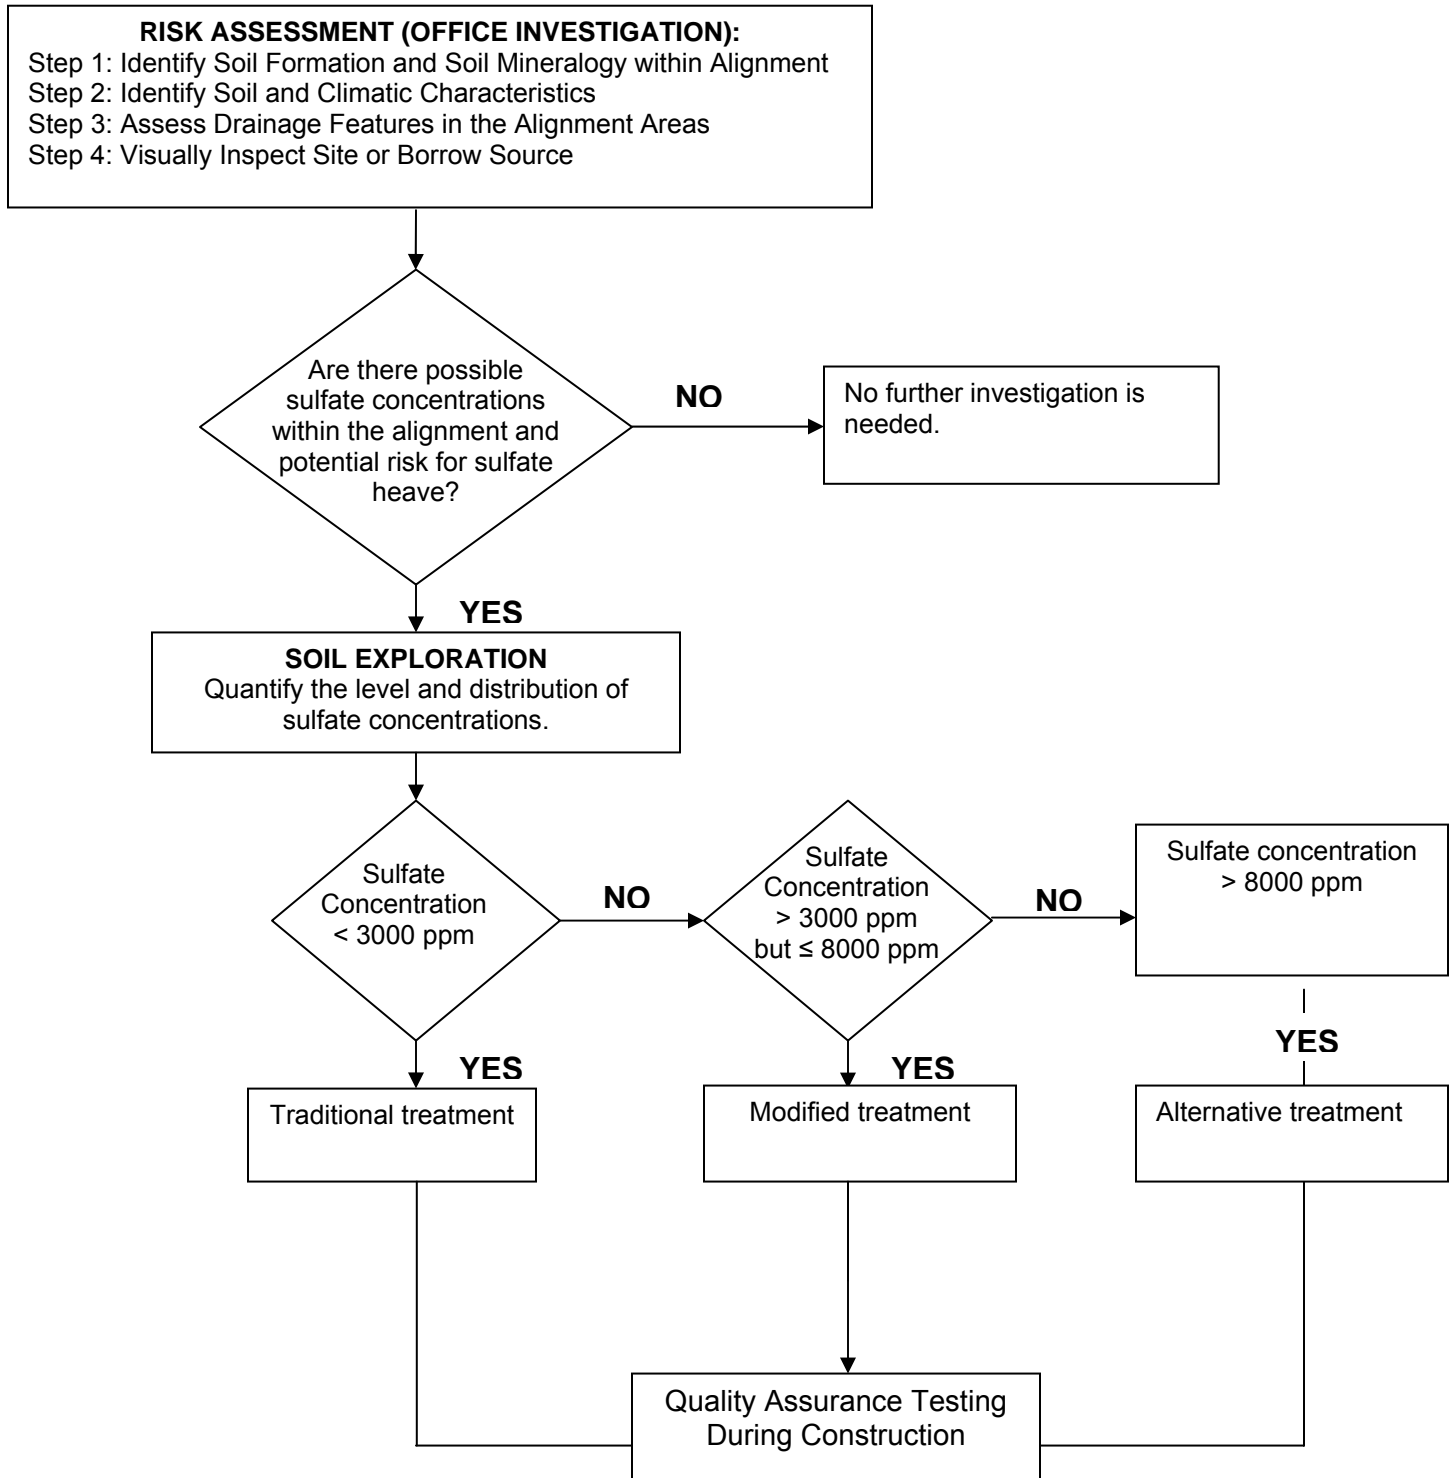 RISK ASSESSMENT (OFFICE INVESTIGATION):
Step 1: Identify Soil Formation and Soil Mineralogy within Alignment
Step 2: Identify Soil and Climatic Characteristics
Step 3: Assess Drainage Features in the Alignment Areas
Step 4: Visually Inspect Site or Borrow Source
Are there possible
sulfate concentrations
within the alignment and
potential risk for sulfate
heave?
NO
No further investigation is
needed.
YES
SOIL EXPLORATION
Quantify the level and distribution of
sulfate concentrations.
Sulfate
Concentration
< 3000 ppm
NO
Sulfate
Concentration
> 3000 ppm
but ≤ 8000 ppm
NO
Sulfate concentration
> 8000 ppm
YES
YES
YES
Traditional treatment
Modified treatment
Alternative treatment
Quality Assurance Testing
During Construction